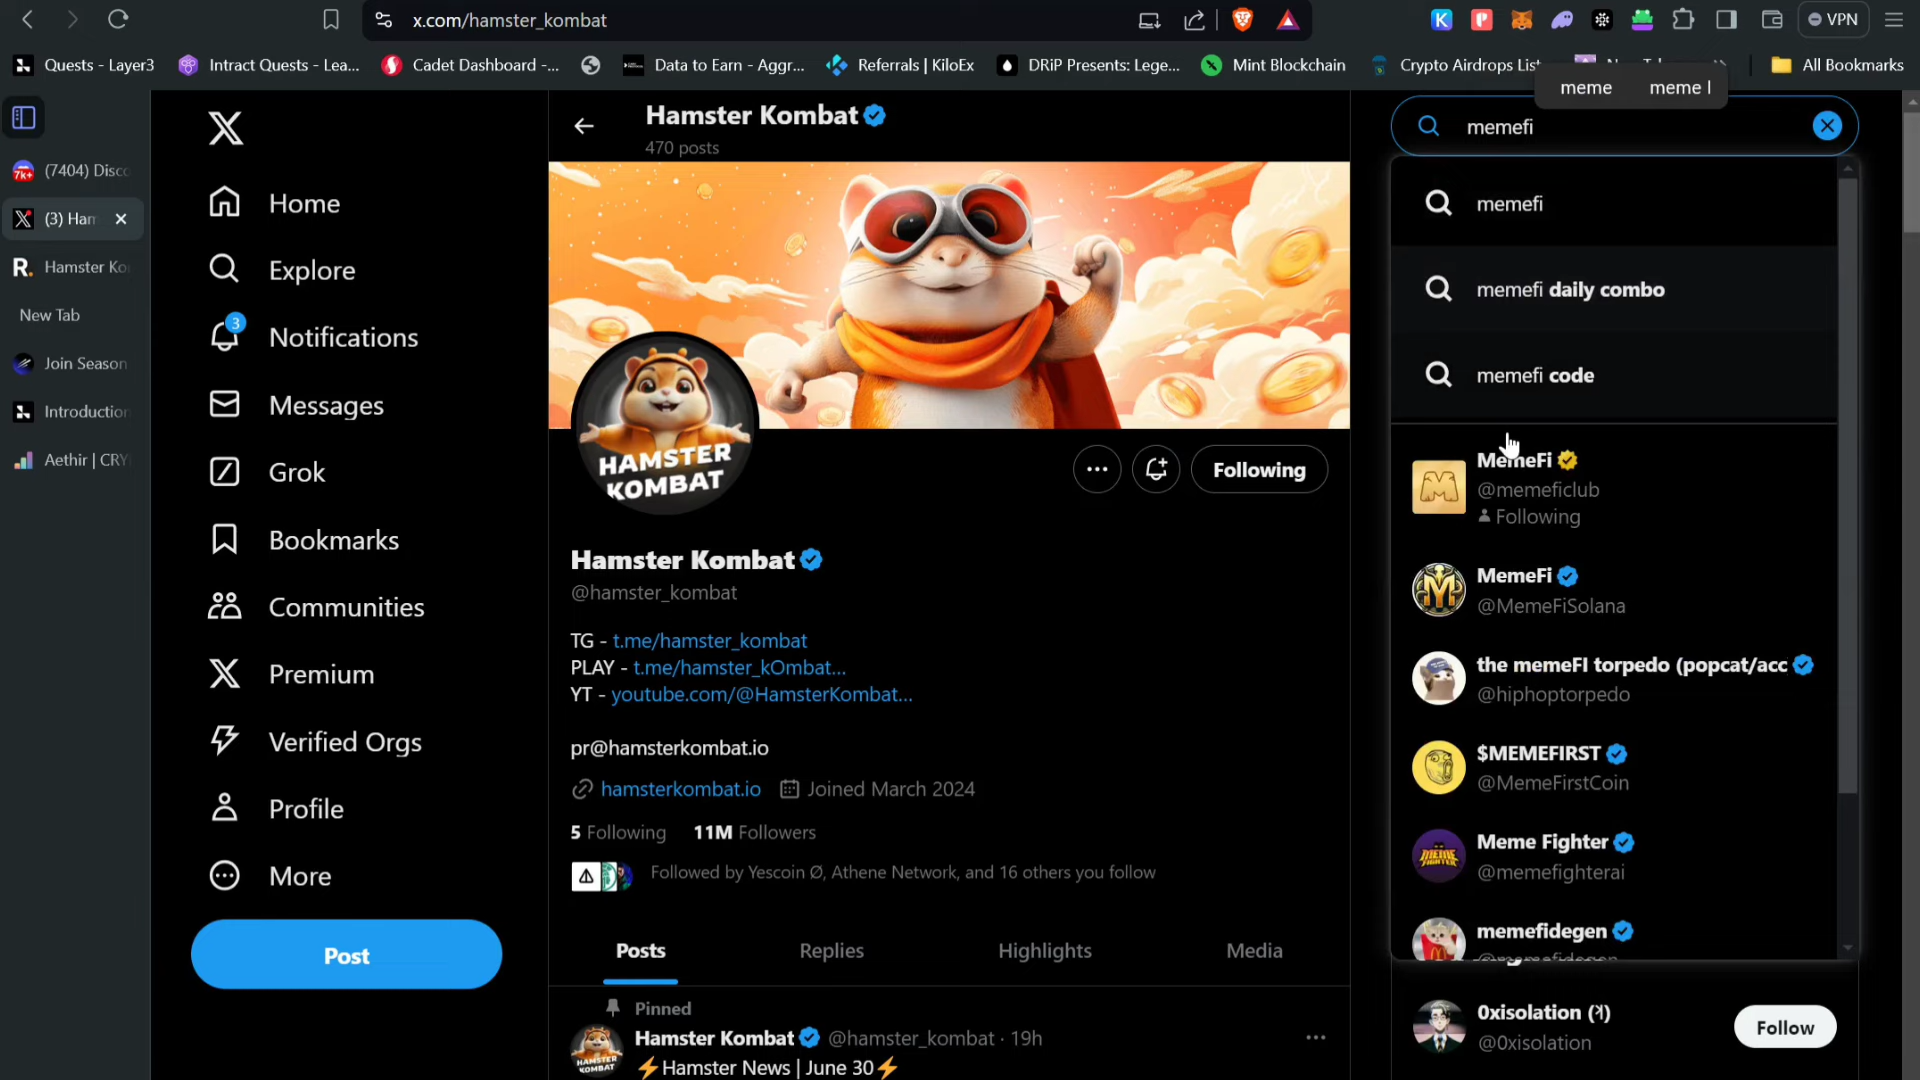 x.com/hamster_kombat
VPN
Quests - Layer3
Intract Quests - Lea...
Cadet Dashboard -...
Data to Earn - Aggr...
Referrals | KiloEx
DRiP Presents: Lege...
Mint Blockchain
Crypto Airdrops List
All Bookmarks
meme
meme l
(7404) Disco
(3) Ham
R. Hamster Ko
New Tab
Join Season
Introduction
Aethir | CRY
Home
Explore
3
Notifications
Messages
Grok
Bookmarks
Communities
Premium
Verified Orgs
Profile
More
Post
Hamster Kombat
470 posts
HAMSTER
KOMBAT
Following
Hamster Kombat
@hamster_kombat
TG - t.me/hamster_kombat
PLAY - t.me/hamster_kOmbat...
YT - youtube.com/@HamsterKombat...
pr@hamsterkombat.io
hamsterkombat.io Joined March 2024
5 Following 11M Followers
Followed by Yescoin Ø, Athene Network, and 16 others you follow
Posts Replies Highlights Media
Pinned
Hamster Kombat @hamster_kombat · 19h
⚡Hamster News | June 30⚡
memefi
memefi
memefi daily combo
memefi code
MemeFi
@memeficlub
Following
MemeFi
@MemeFiSolana
the memeFI torpedo (popcat/acc
@hiphoptorpedo
$MEMEFIRST
@MemeFirstCoin
Meme Fighter
@memefighterai
memefidegen
0xisolation
@0xisolation
Follow